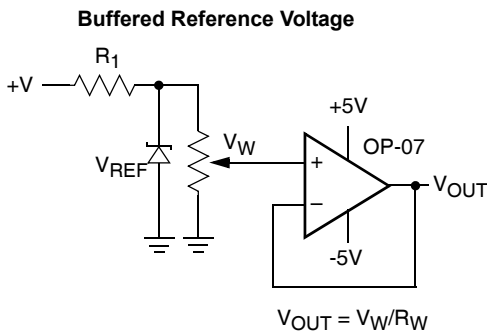 Buffered Reference Voltage
R1
+V
VREF
VW
+5V
OP-07
+
−
VOUT
-5V
VOUT = VW/RW